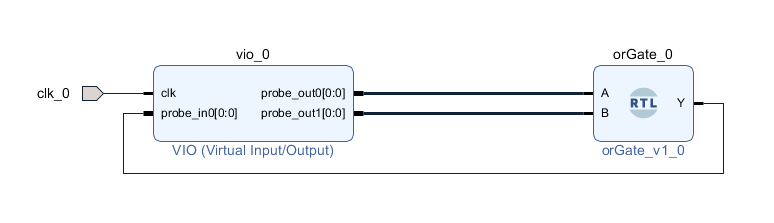 vio_0
orGate_0
clk_0
clk
probe_out0[0:0]
A
RTL
Y
probe_in0[0:0]
probe_out1[0:0]
B
VIO (Virtual Input/Output)
orGate_v1_0